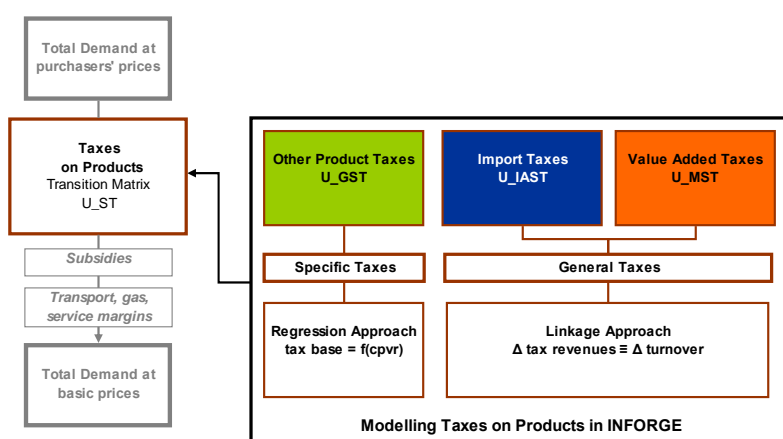 Total Demand at
purchasers' prices
Taxes
on Products
Transition Matrix
U_ST
Subsidies
Transport, gas,
service margins
Total Demand at
basic prices
Other Product Taxes
U_GST
Import Taxes
U_IAST
Value Added Taxes
U_MST
Specific Taxes
General Taxes
Regression Approach
tax base = f(cpvr)
Linkage Approach
Δ tax revenues ≡ Δ turnover
Modelling Taxes on Products in INFORGE